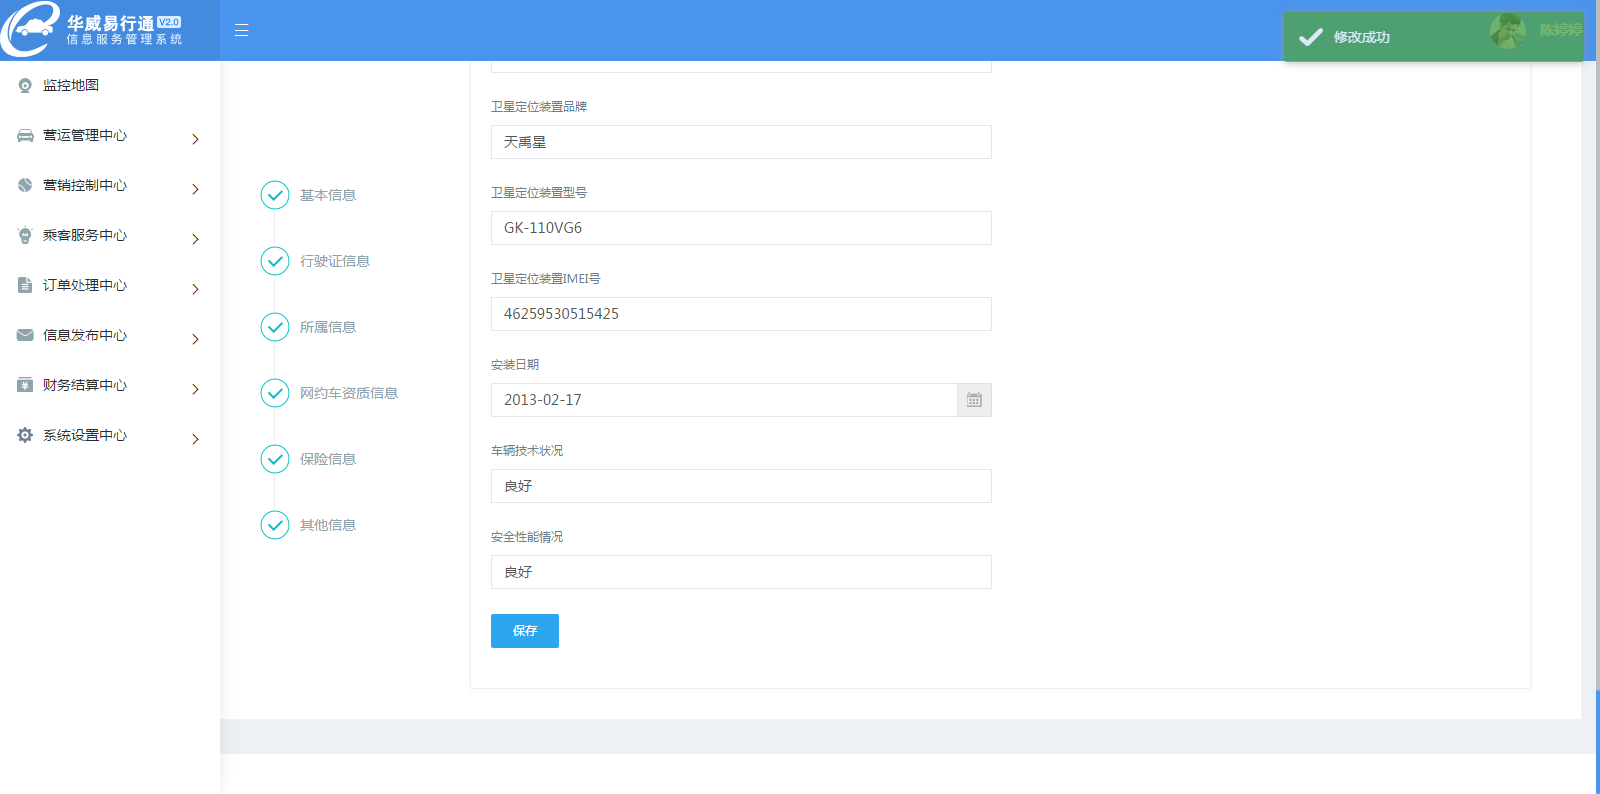 华威易行通 V2.0
信息服务管理系统
修改成功
陈婷婷
监控地图
营运管理中心
营销控制中心
乘客服务中心
订单处理中心
信息发布中心
财务结算中心
系统设置中心
基本信息
行驶证信息
所属信息
网约车资质信息
保险信息
其他信息
卫星定位装置品牌
天禹星
卫星定位装置型号
GK-110VG6
卫星定位装置IMEI号
46259530515425
安装日期
2013-02-17
车辆技术状况
良好
安全性能情况
良好
保存